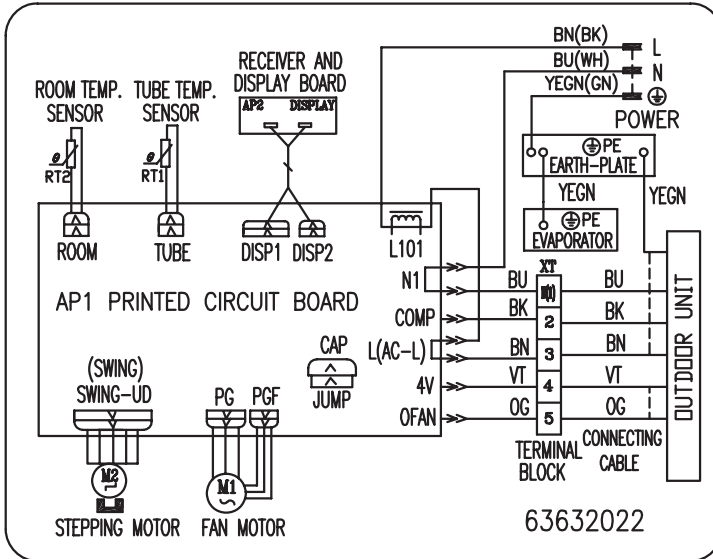 BN(BK)
L
BU(WH)
N
YEGN(GN)
POWER
RECEIVER AND
DISPLAY BOARD
AP2 DISPLAY
ROOM TEMP.
SENSOR
TUBE TEMP.
SENSOR
θ
RT2
θ
RT1
PE
EARTH-PLATE
YEGN
YEGN
PE
EVAPORATOR
ROOM
TUBE
DISP1
DISP2
L101
AP1 PRINTED CIRCUIT BOARD
N1
BU
XT
N(1)
BU
COMP
BK
2
BK
L(AC-L)
BN
3
BN
4V
VT
4
VT
OFAN
OG
5
OG
OUTDOOR UNIT
CAP
JUMP
(SWING)
SWING-UD
PG
PGF
M2
M1
STEPPING MOTOR
FAN MOTOR
TERMINAL
BLOCK
CONNECTING
CABLE
63632022